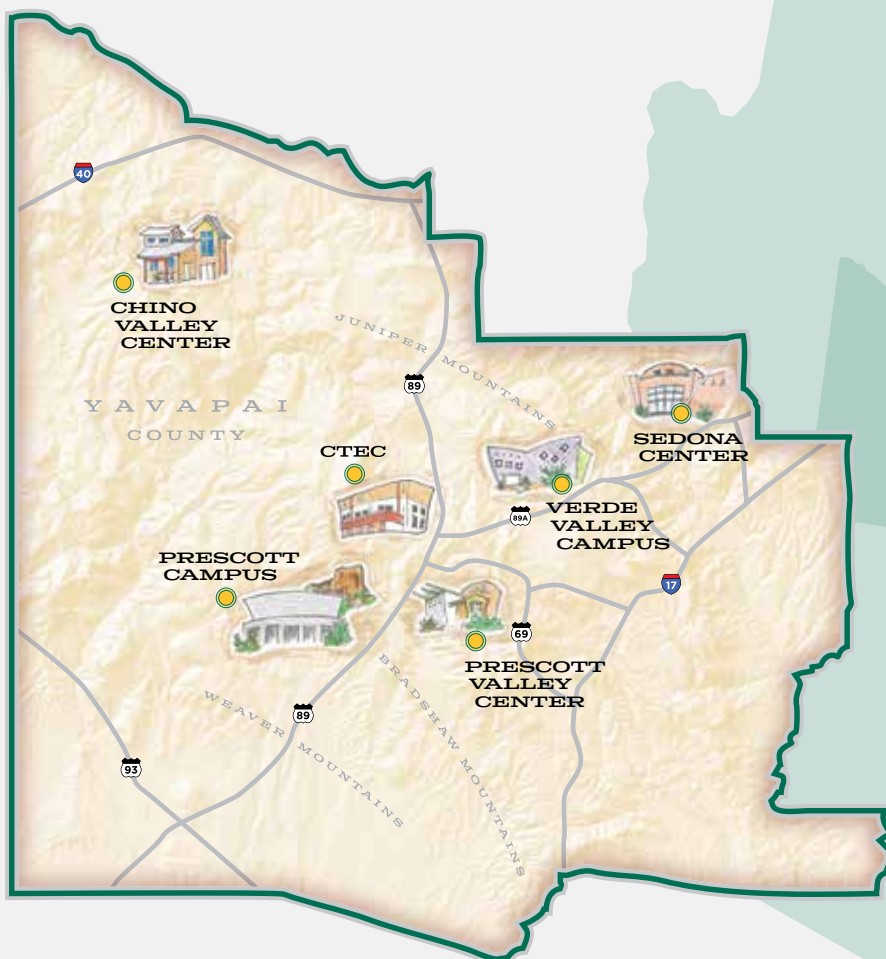 40
CHINO
VALLEY
CENTER
JUNIPER MOUNTAINS
89
YAVAPAI
COUNTY
SEDONA
CENTER
CTEC
VERDE
VALLEY
CAMPUS
89A
PRESCOTT
CAMPUS
17
69
PRESCOTT
VALLEY
CENTER
BRADSHAW MOUNTAINS
WEAVER MOUNTAINS
89
93